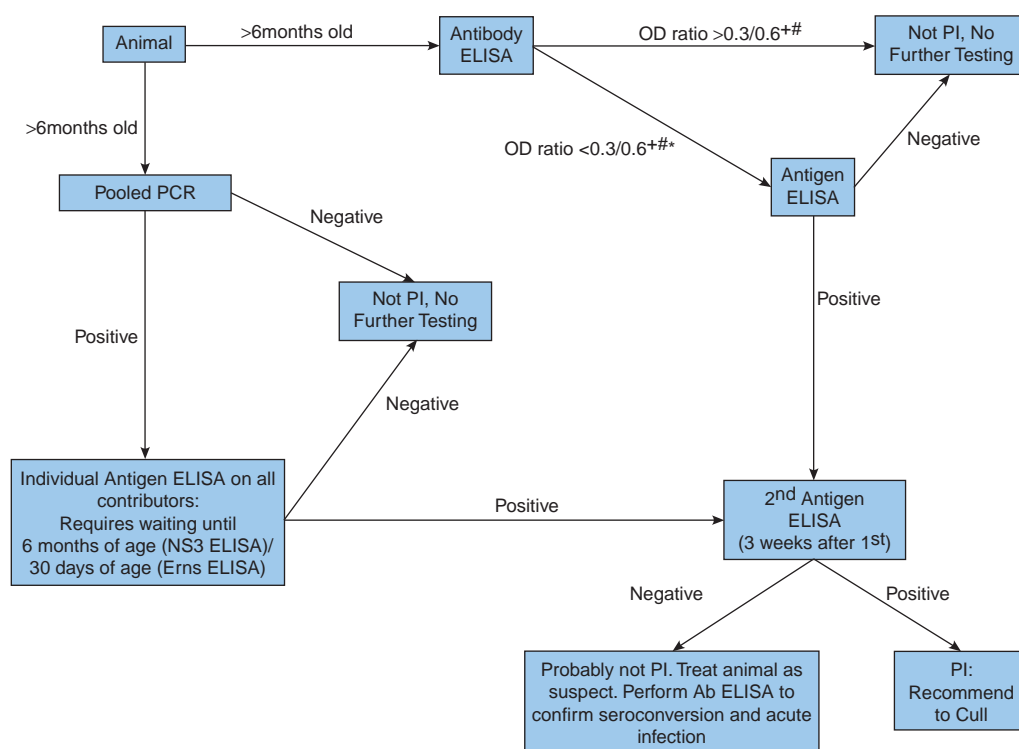 Animal
>6months old
Antibody
ELISA
OD ratio >0.3/0.6+#
Not PI, No
Further Testing
>6months old
OD ratio <0.3/0.6+#*
Negative
Antigen
ELISA
Pooled PCR
Negative
Not PI, No
Further Testing
Positive
Positive
Negative
Individual Antigen ELISA on all
contributors:
Requires waiting until
6 months of age (NS3 ELISA)/
30 days of age (Erns ELISA)
Positive
2nd Antigen
ELISA
(3 weeks after 1st)
Negative
Positive
Probably not PI. Treat animal as
suspect. Perform Ab ELISA to
confirm seroconversion and acute
infection
PI:
Recommend
to Cull